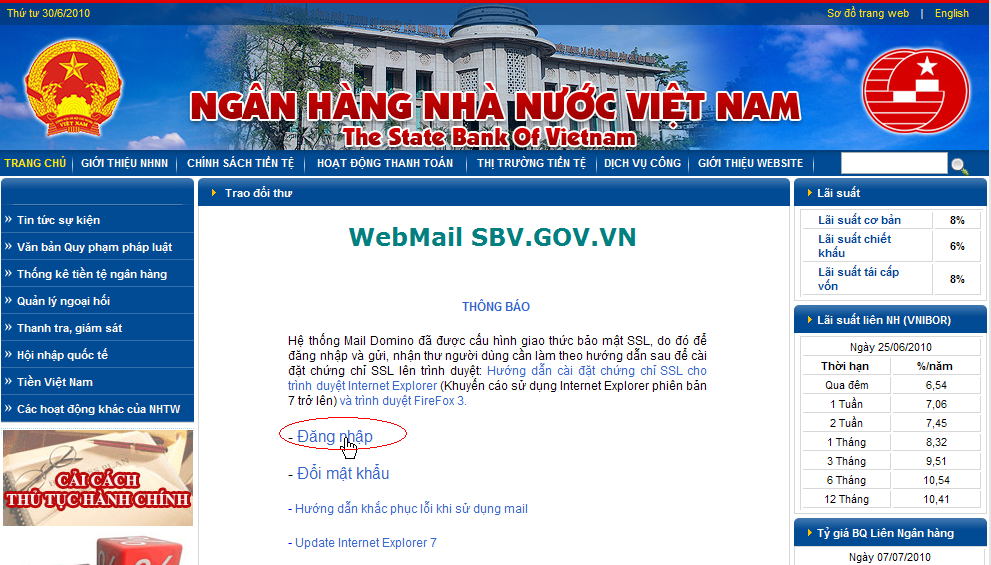 Thứ tư 30/6/2010
Sơ đồ trang web | English
NGÂN HÀNG NHÀ NƯỚC VIỆT NAM
The State Bank Of Vietnam
VIỆT NAM
TRANG CHỦ
GIỚI THIỆU NHNN
CHÍNH SÁCH TIỀN TỆ
HOẠT ĐỘNG THANH TOÁN
THỊ TRƯỜNG TIỀN TỆ
DỊCH VỤ CÔNG
GIỚI THIỆU WEBSITE
» Tin tức sự kiện
» Văn bản Quy phạm pháp luật
» Thống kê tiền tệ ngân hàng
» Quản lý ngoại hối
» Thanh tra, giám sát
» Hội nhập quốc tế
» Tiền Việt Nam
» Các hoạt động khác của NHTW
CẢI CÁCH
THỦ TỤC HÀNH CHÍNH
Trao đổi thư
WebMail SBV.GOV.VN
THÔNG BÁO
Hệ thống Mail Domino đã được cấu hình giao thức bảo mật SSL, do đó để
đăng nhập và gửi, nhận thư người dùng cần làm theo hướng dẫn sau để cài
đặt chứng chỉ SSL lên trình duyệt: Hướng dẫn cài đặt chứng chỉ SSL cho
trình duyệt Internet Explorer (Khuyến cáo sử dụng Internet Explorer phiên bản
7 trở lên) và trình duyệt FireFox 3.
- Đăng nhập
- Đổi mật khẩu
- Hướng dẫn khắc phục lỗi khi sử dụng mail
- Update Internet Explorer 7
Lãi suất
Lãi suất cơ bản 8%
Lãi suất chiết
khấu 6%
Lãi suất tái cấp
vốn 8%
Lãi suất liên NH (VNIBOR)
Ngày 25/06/2010
Thời hạn %/năm
Qua đêm 6,54
1 Tuần 7,06
2 Tuần 7,45
1 Tháng 8,32
3 Tháng 9,51
6 Tháng 10,54
12 Tháng 10,41
Tỷ giá BQ Liên Ngân hàng
Ngày 07/07/2010